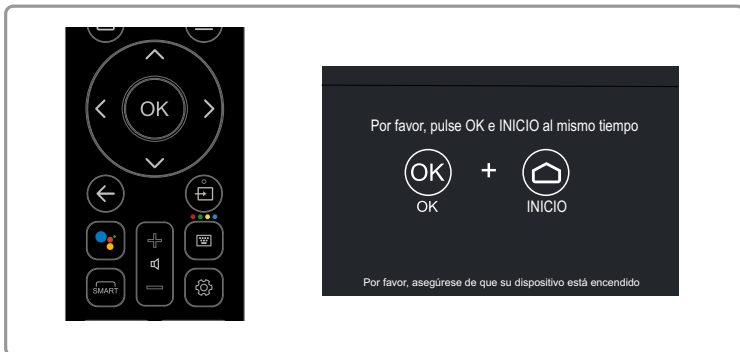 OK
SMART
Por favor, pulse OK e INICIO al mismo tiempo
OK + 
OK INICIO
Por favor, asegúrese de que su dispositivo está encendido